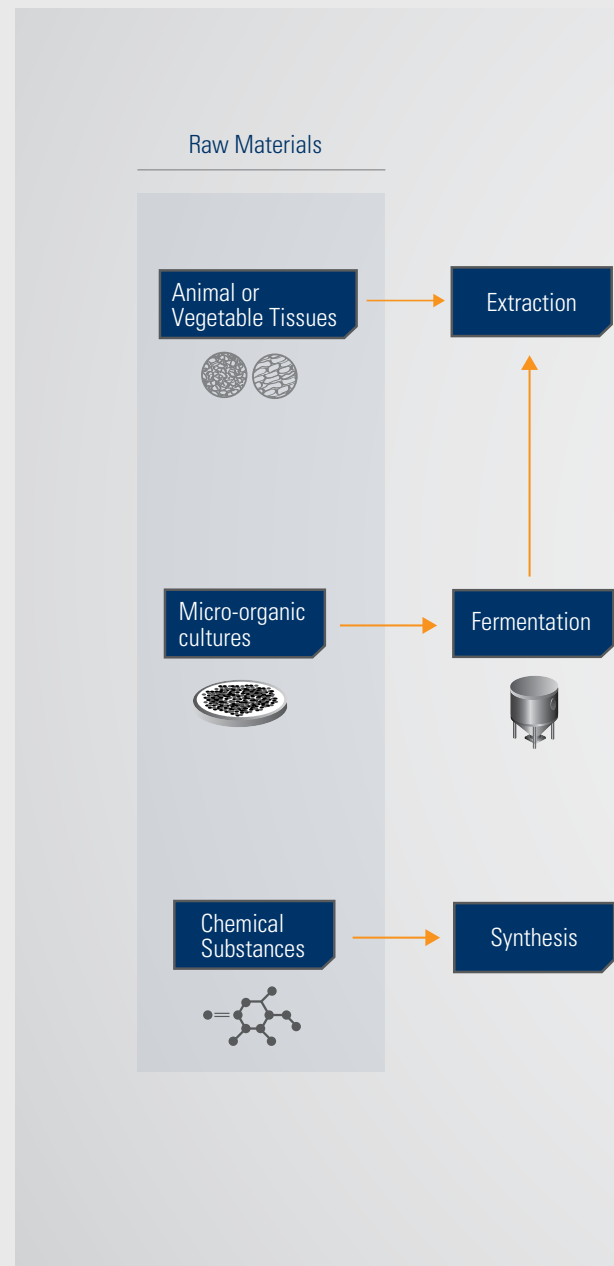 Raw Materials
Animal or
Vegetable Tissues
Extraction
Micro-organic
cultures
Fermentation
Chemical
Substances
Synthesis